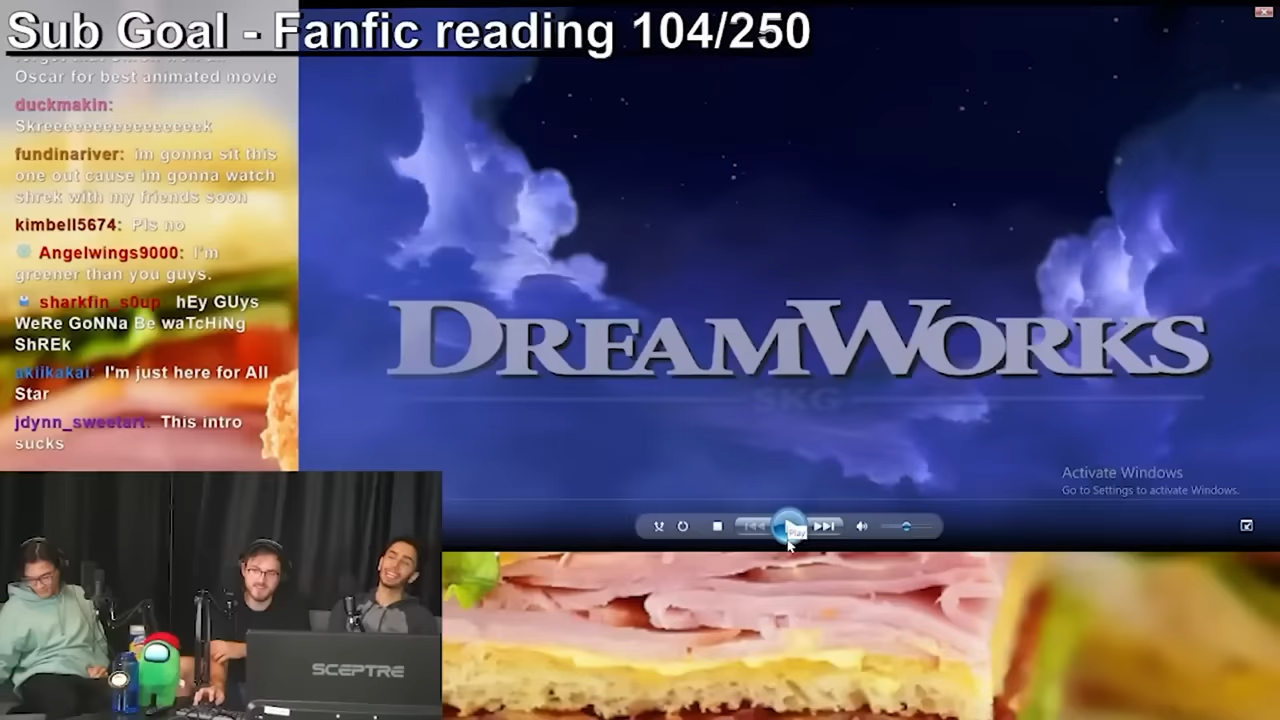 Sub Goal - Fanfic reading 104/250
Oscar for best animated movie
duckmakin:
Skreeeeeeeeeeeeeeek
fundinariver: im gonna sit this
one out cause im gonna watch
shrek with my friends soon
kimbell5674: Pls no
Angelwings9000: I'm
greener than you guys.
sharkfin_s0up: hEy GUys
WeRe GoNNa Be waTcHiNg
ShREk
akiikakai: I'm just here for All
Star
jdynn_sweetart: This intro
sucks
DREAMWORKS
SKG
Activate Windows
Go to Settings to activate Windows.
Play
SCEPTRE